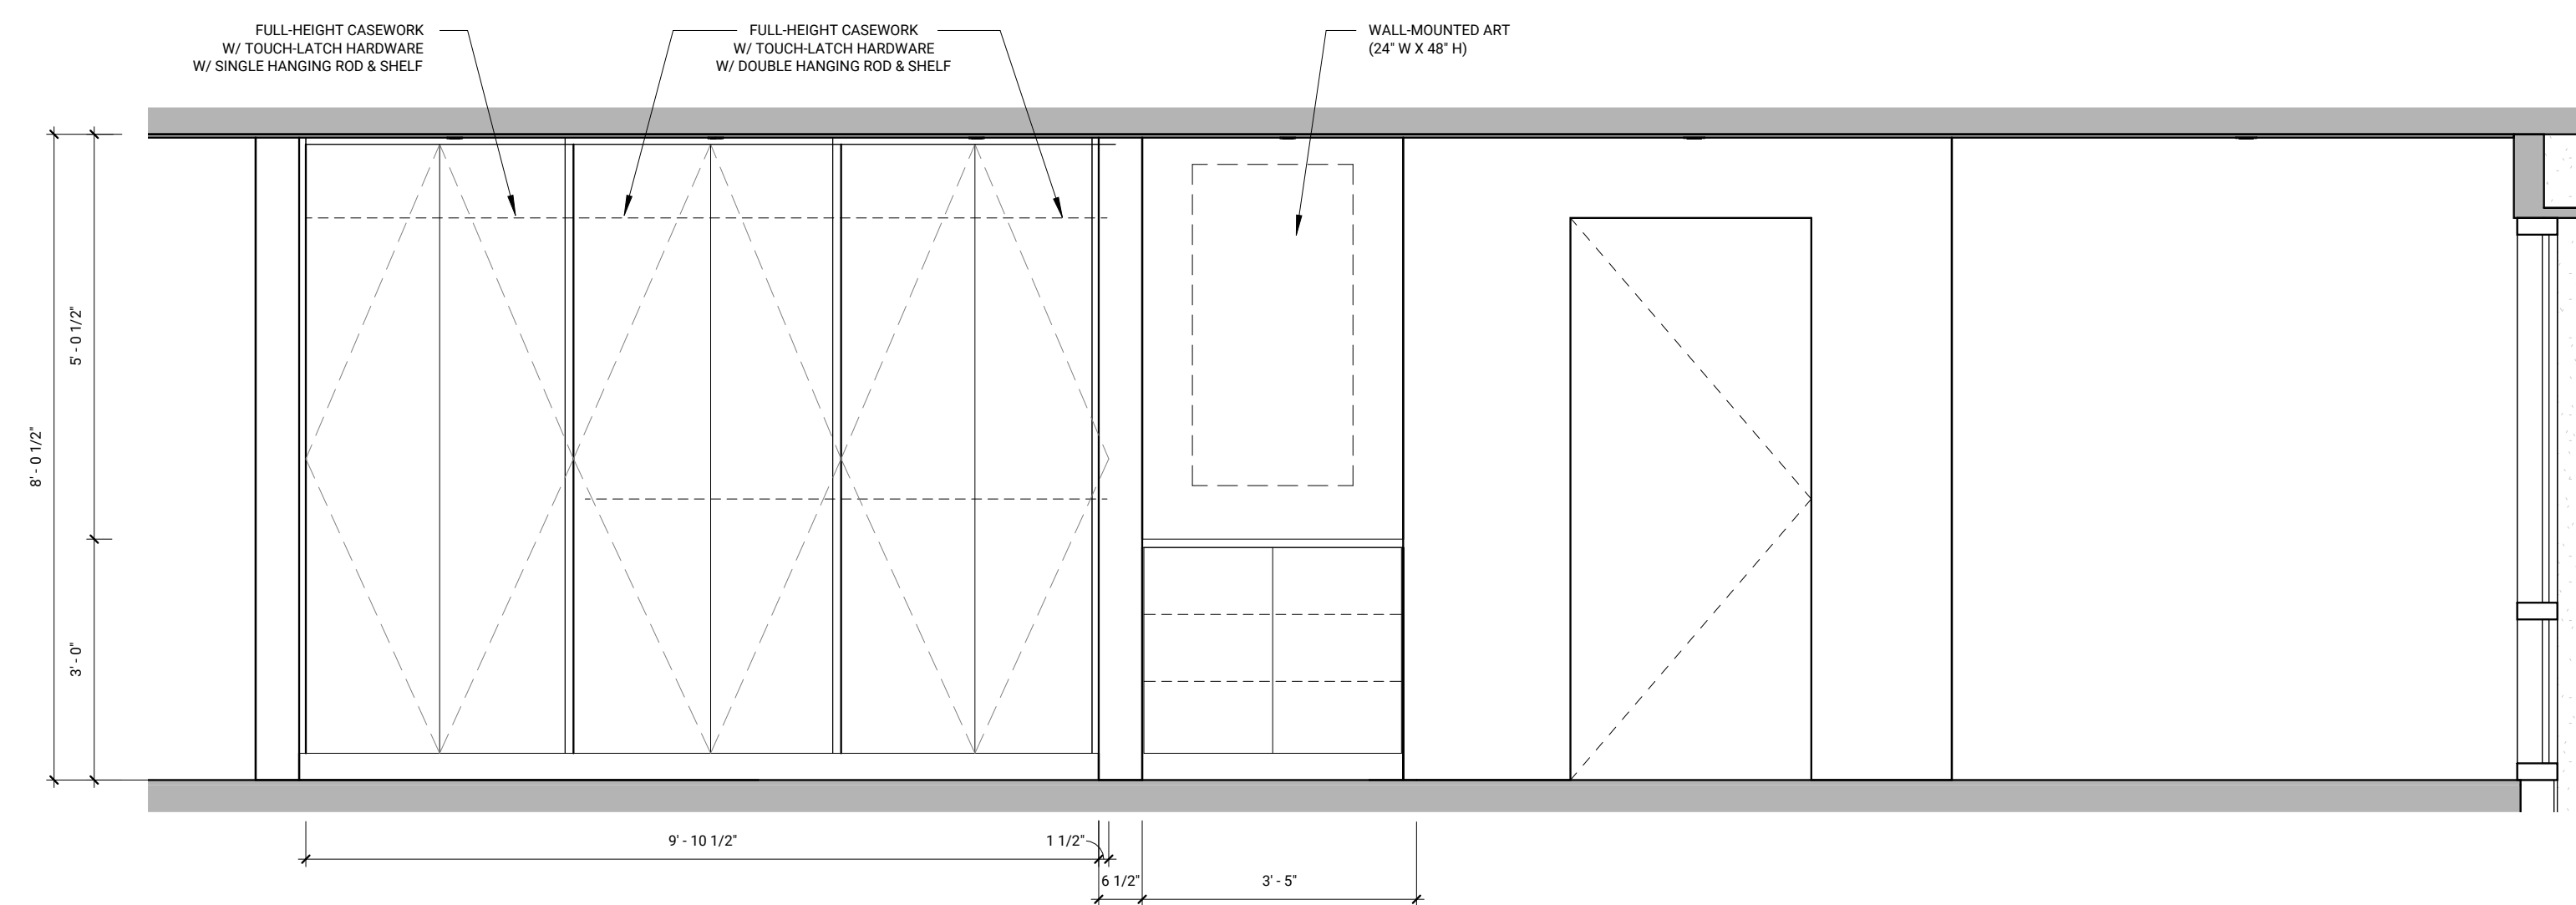 FULL-HEIGHT CASEWORK
W/ TOUCH-LATCH HARDWARE
W/ SINGLE HANGING ROD & SHELF
FULL-HEIGHT CASEWORK
W/ TOUCH-LATCH HARDWARE
W/ DOUBLE HANGING ROD & SHELF
WALL-MOUNTED ART
(24" W X 48" H)
5' - 0 1/2"
8' - 0 1/2"
3' - 0"
9' - 10 1/2"
1 1/2"
6 1/2"
3' - 5"